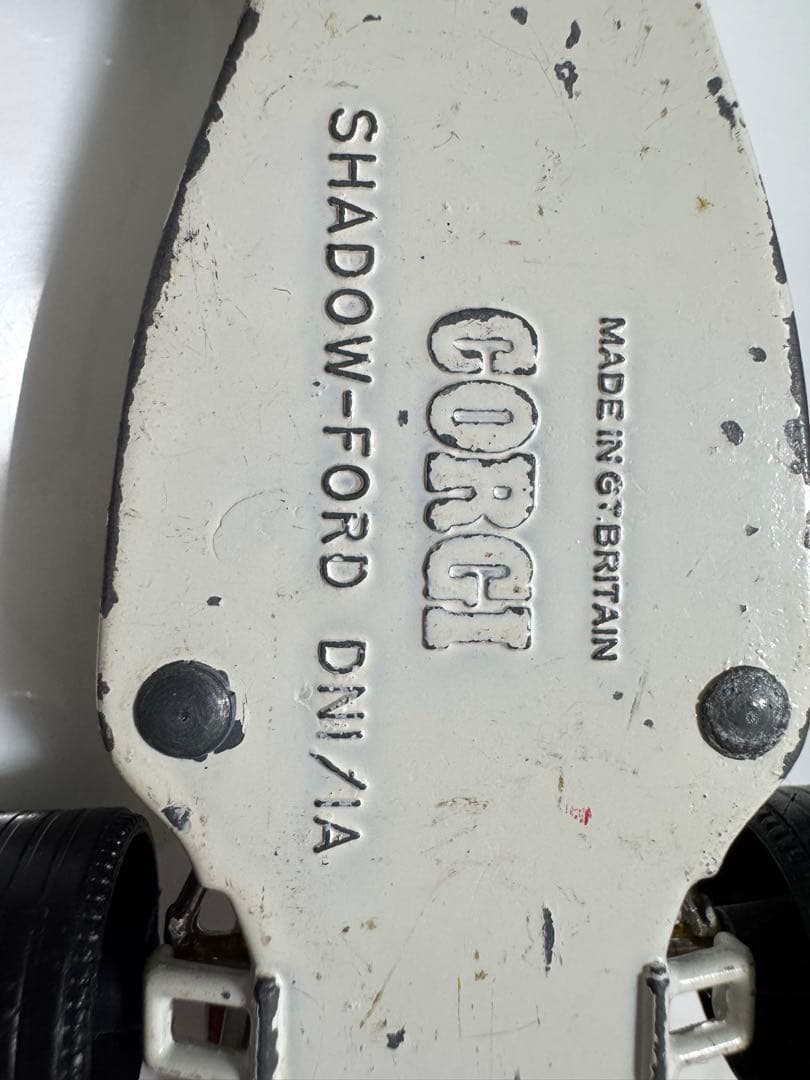 MADE IN GT. BRITAIN
CORGI
SHADOW-FORD DN1/1A